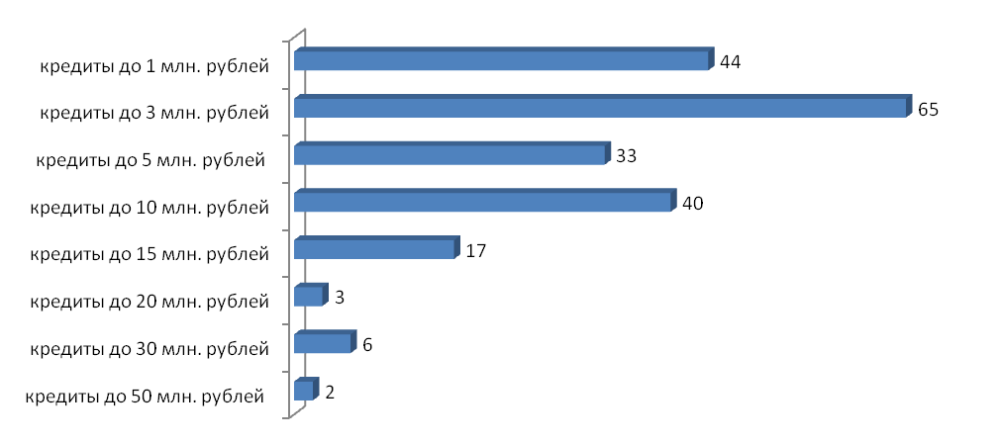 кредиты до 1 млн. рублей 44
кредиты до 3 млн. рублей 65
кредиты до 5 млн. рублей 33
кредиты до 10 млн. рублей 40
кредиты до 15 млн. рублей 17
кредиты до 20 млн. рублей 3
кредиты до 30 млн. рублей 6
кредиты до 50 млн. рублей 2